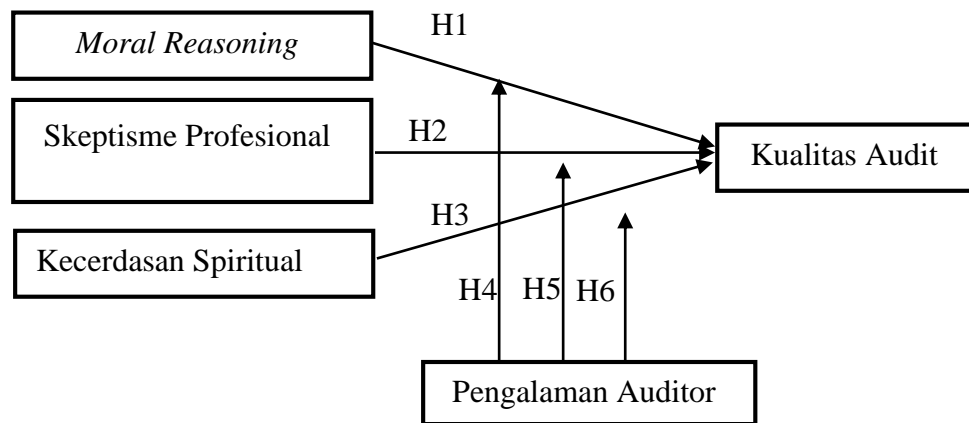 Moral Reasoning
H1
Skeptisme Profesional
H2
Kualitas Audit
H3
Kecerdasan Spiritual
H4
H5
H6
Pengalaman Auditor